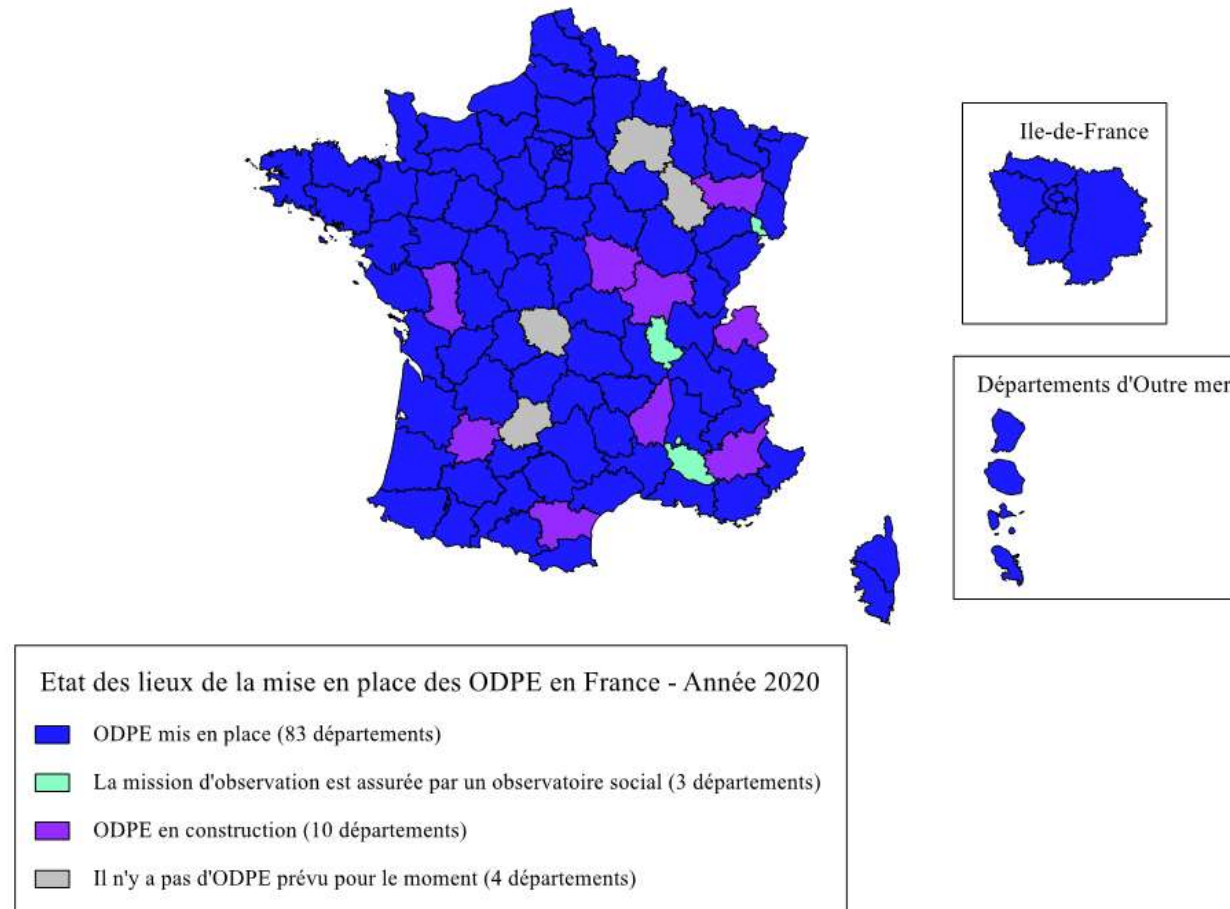 Ile-de-France
Départements d'Outre mer
Etat des lieux de la mise en place des ODPE en France - Année 2020
ODPE mis en place (83 départements)
La mission d'observation est assurée par un observatoire social (3 départements)
ODPE en construction (10 départements)
Il n'y a pas d'ODPE prévu pour le moment (4 départements)